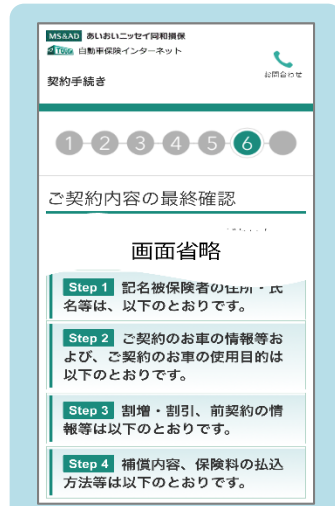 MS&AD あいおいニッセイ同和損保
自動車保険インターネット
お問合わせ
契約手続き
1 2 3 4 5 6
ご契約内容の最終確認
画面省略
Step 1 記名被保険者の住所・氏
名等は、以下のとおりです。
Step 2 ご契約のお車の情報等お
よび、ご契約のお車の使用目的は
以下のとおりです。
Step 3 割増・割引、前契約の情
報等は以下のとおりです。
Step 4 補償内容、保険料の払込
方法等は以下のとおりです。